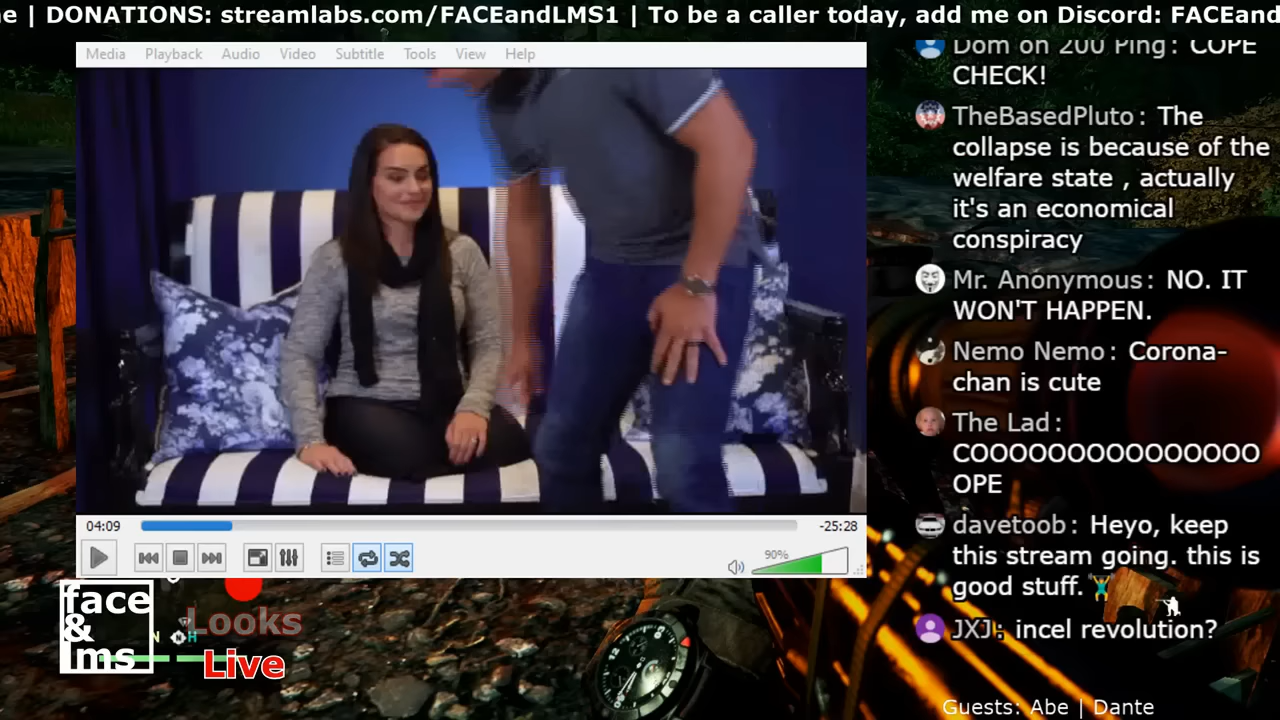 e | DONATIONS: streamlabs.com/FACEandLMS1 | To be a caller today, add me on Discord: FACEand
Media Playback Audio Video Subtitle Tools View Help
Dom on 200 Ping: COPE
CHECK!
TheBasedPluto: The
collapse is because of the
welfare state , actually
it's an economical
conspiracy
Mr. Anonymous: NO. IT
WON'T HAPPEN.
Nemo Nemo: Corona-
chan is cute
The Lad:
COOOOOOOOOOOOOOO
OPE
davetoob: Heyo, keep
this stream going. this is
good stuff.
JXJ: incel revolution?
04:09 -25:28
90%
face
&
lms
Looks
Live
N H
Guests: Abe | Dante